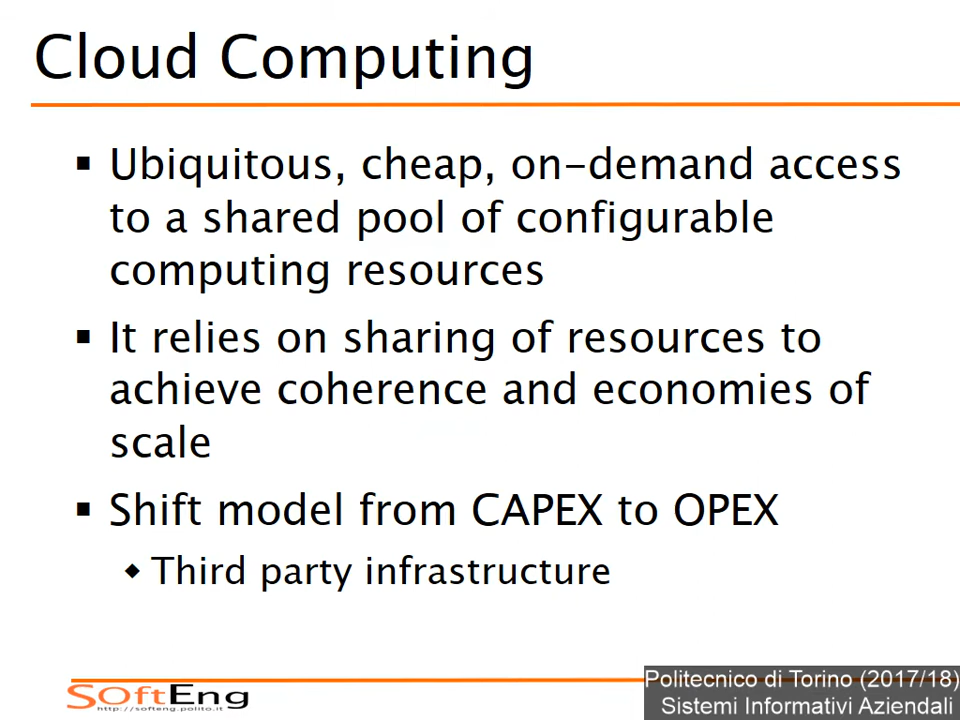 Cloud Computing
▪ Ubiquitous, cheap, on-demand access
to a shared pool of configurable
computing resources
▪ It relies on sharing of resources to
achieve coherence and economies of
scale
▪ Shift model from CAPEX to OPEX
◆ Third party infrastructure
SoftEng
http://softeng.polito.it
Politecnico di Torino (2017/18)
Sistemi Informativi Aziendali